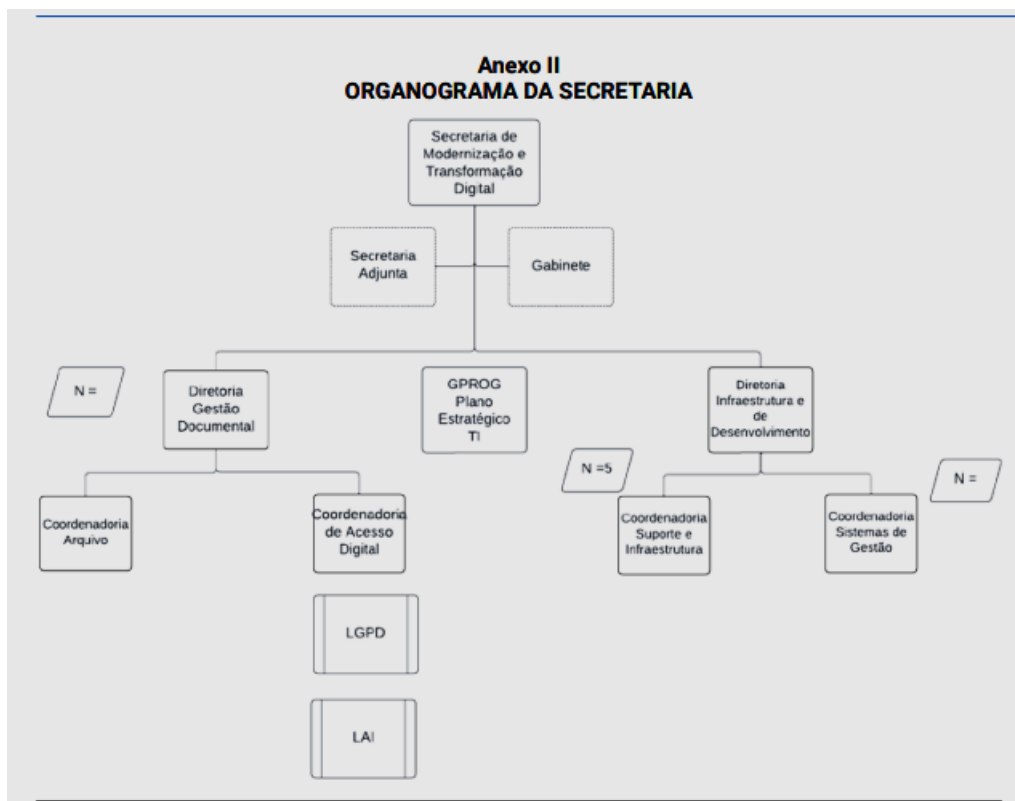 Anexo II
ORGANOGRAMA DA SECRETARIA
Secretaria de
Modernização e
Transformação
Digital
Secretaria
Adjunta
Gabinete
N =
Diretoria
Gestão
Documental
GPROG
Plano
Estratégico
TI
Diretoria
Infraestrutura e
de
Desenvolvimento
N =5
N =
Coordenadoria
Arquivo
Coordenadoria
de Acesso
Digital
Coordenadoria
Suporte e
Infraestrutura
Coordenadoria
Sistemas de
Gestão
LGPD
LAI